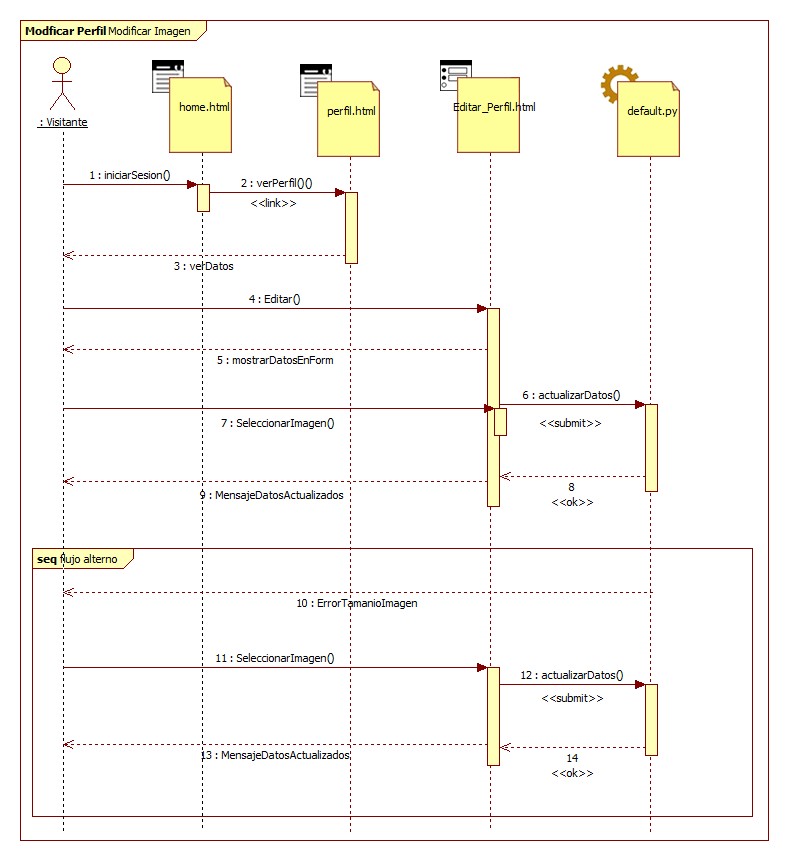 Modficar Perfil Modificar Imagen
: Visitante
home.html
perfil.html
Editar_Perfil.html
default.py
1 : iniciarSesion()
2 : verPerfil()()
<<link>>
3 : verDatos
4 : Editar()
5 : mostrarDatosEnForm
6 : actualizarDatos()
<<submit>>
7 : SeleccionarImagen()
8
<<ok>>
9 : MensajeDatosActualizados
seq flujo alterno
10 : ErrorTamanioImagen
11 : SeleccionarImagen()
12 : actualizarDatos()
<<submit>>
13 : MensajeDatosActualizados
14
<<ok>>